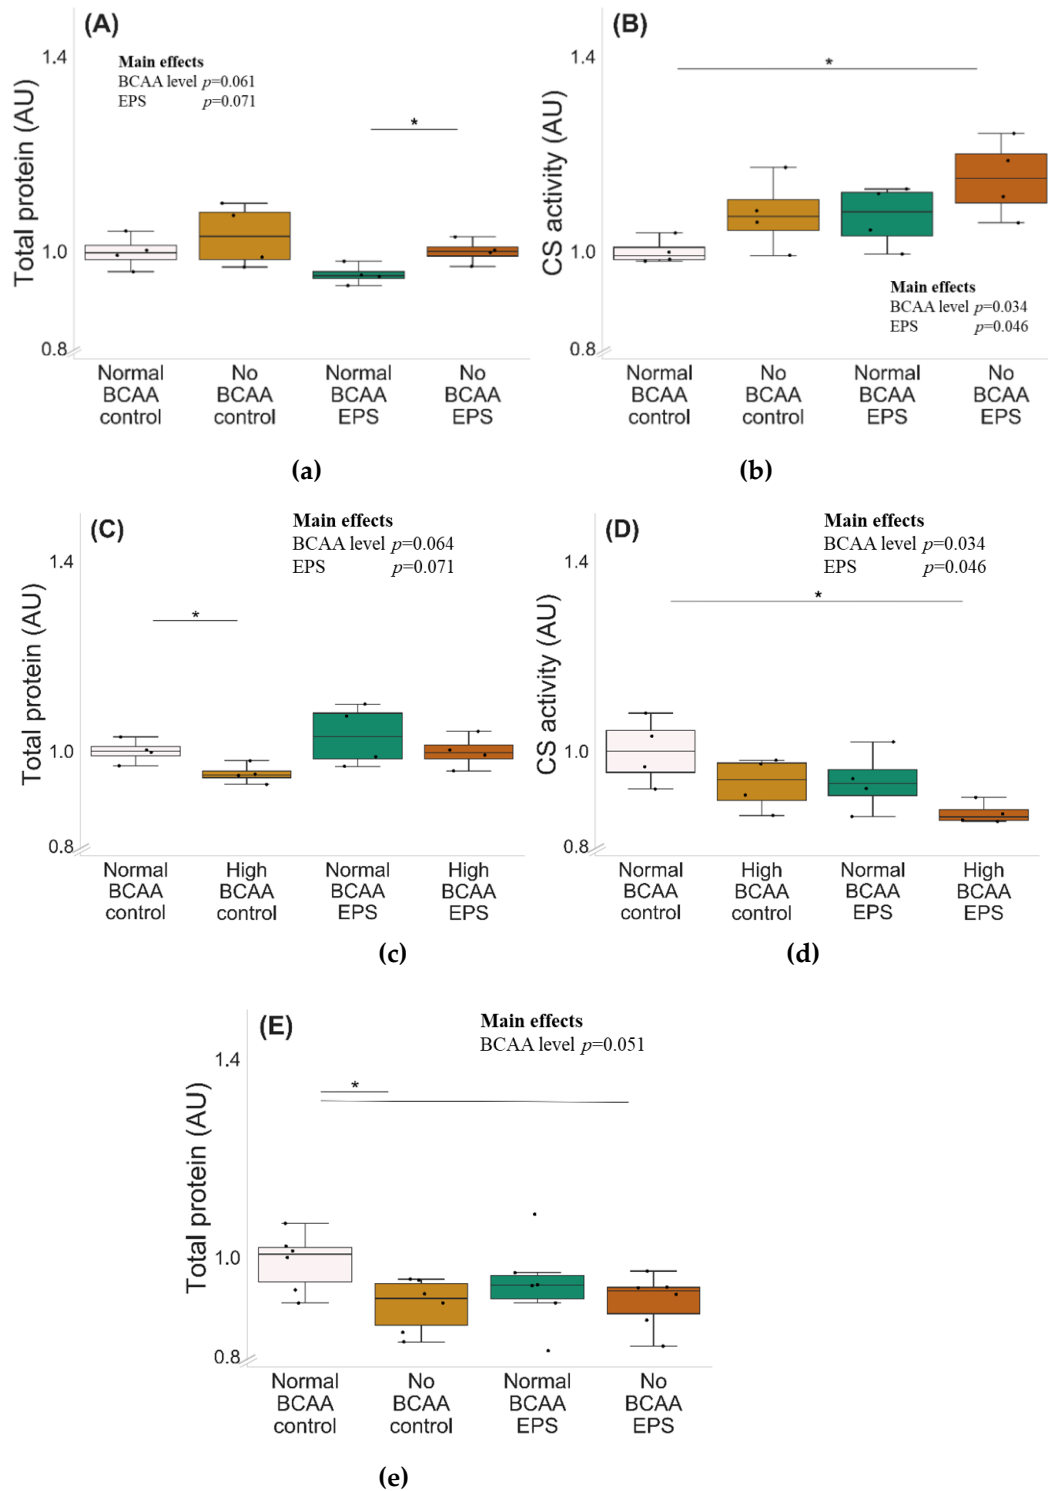 (A)
Main effects
BCAA level p=0.061
EPS p=0.071
*
Total protein (AU)
1.4
1.0
0.8
Normal BCAA control
No BCAA control
Normal BCAA EPS
No BCAA EPS
(a)
(B)
*
CS activity (AU)
1.4
1.0
0.8
Main effects
BCAA level p=0.034
EPS p=0.046
Normal BCAA control
No BCAA control
Normal BCAA EPS
No BCAA EPS
(b)
(C)
Main effects
BCAA level p=0.064
EPS p=0.071
*
Total protein (AU)
1.4
1.0
0.8
Normal BCAA control
High BCAA control
Normal BCAA EPS
High BCAA EPS
(c)
(D)
Main effects
BCAA level p=0.034
EPS p=0.046
*
CS activity (AU)
1.4
1.0
0.8
Normal BCAA control
High BCAA control
Normal BCAA EPS
High BCAA EPS
(d)
(E)
Main effects
BCAA level p=0.051
*
Total protein (AU)
1.4
1.0
0.8
Normal BCAA control
No BCAA control
Normal BCAA EPS
No BCAA EPS
(e)